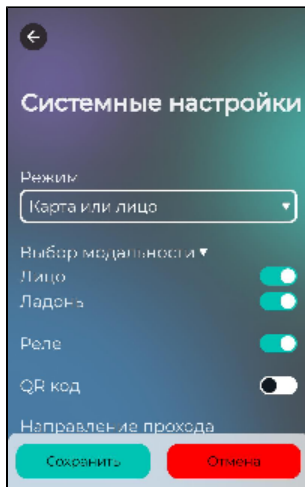 Системные настройки
Режим
Карта или лицо
Выбор модальности
Лицо
Ладонь
Реле
QR код
Направление прохода
Сохранить
Отмена